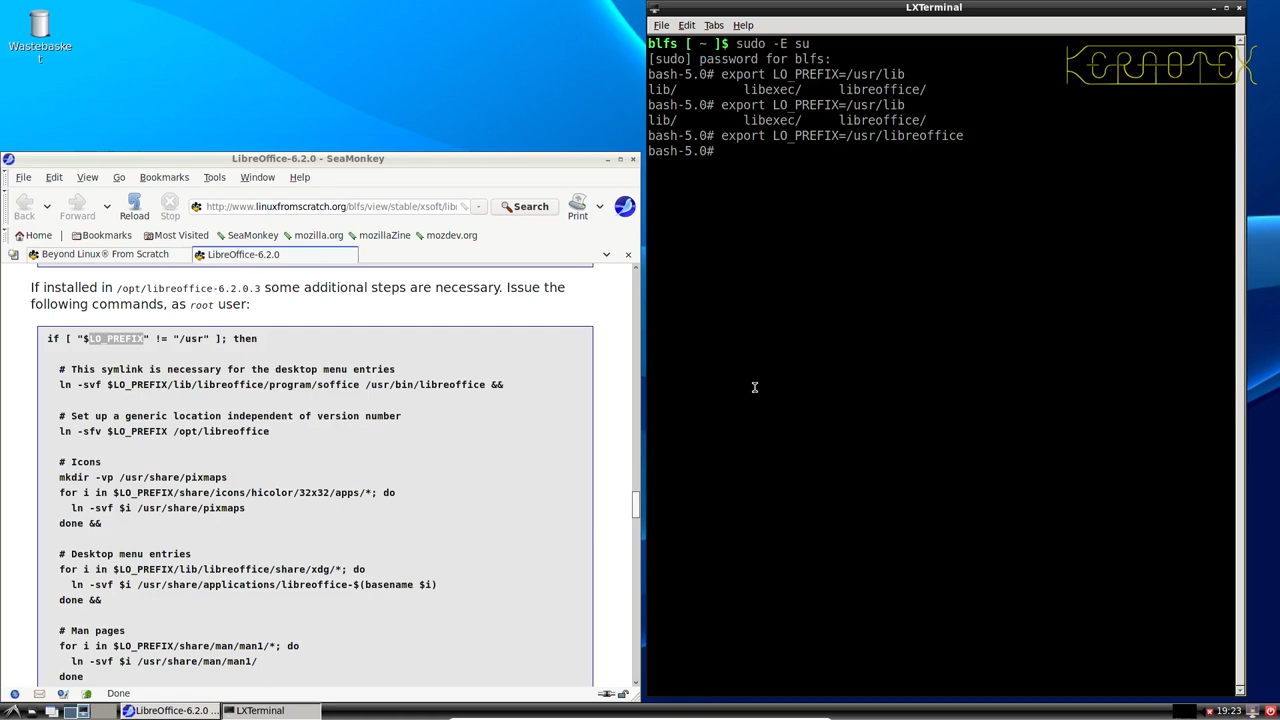 Wastebaske
t
LXTerminal
File Edit Tabs Help
blfs [ ~ ]$ sudo -E su
[sudo] password for blfs:
bash-5.0# export LO_PREFIX=/usr/lib
lib/ libexec/ libreoffice/
bash-5.0# export LO_PREFIX=/usr/lib
lib/ libexec/ libreoffice/
bash-5.0# export LO_PREFIX=/usr/libreoffice
bash-5.0#
KERAOTEX
LibreOffice-6.2.0 - SeaMonkey
File Edit View Go Bookmarks Tools Window Help
Back Forward Reload Stop
http://www.linuxfromscratch.org/blfs/view/stable/xsoft/libr
Search
Print
Home Bookmarks Most Visited SeaMonkey mozilla.org mozillaZine mozdev.org
Beyond Linux® From Scratch
LibreOffice-6.2.0
If installed in /opt/libreoffice-6.2.0.3 some additional steps are necessary. Issue the
following commands, as root user:
if [ "$LO_PREFIX" != "/usr" ]; then
# This symlink is necessary for the desktop menu entries
ln -svf $LO_PREFIX/lib/libreoffice/program/soffice /usr/bin/libreoffice &&
# Set up a generic location independent of version number
ln -sfv $LO_PREFIX /opt/libreoffice
# Icons
mkdir -vp /usr/share/pixmaps
for i in $LO_PREFIX/share/icons/hicolor/32x32/apps/*; do
ln -svf $i /usr/share/pixmaps
done &&
# Desktop menu entries
for i in $LO_PREFIX/lib/libreoffice/share/xdg/*; do
ln -svf $i /usr/share/applications/libreoffice-$(basename $i)
done &&
# Man pages
for i in $LO_PREFIX/share/man/man1/*; do
ln -svf $i /usr/share/man/man1/
done
Done
LibreOffice-6.2.0 ...
LXTerminal
19:23